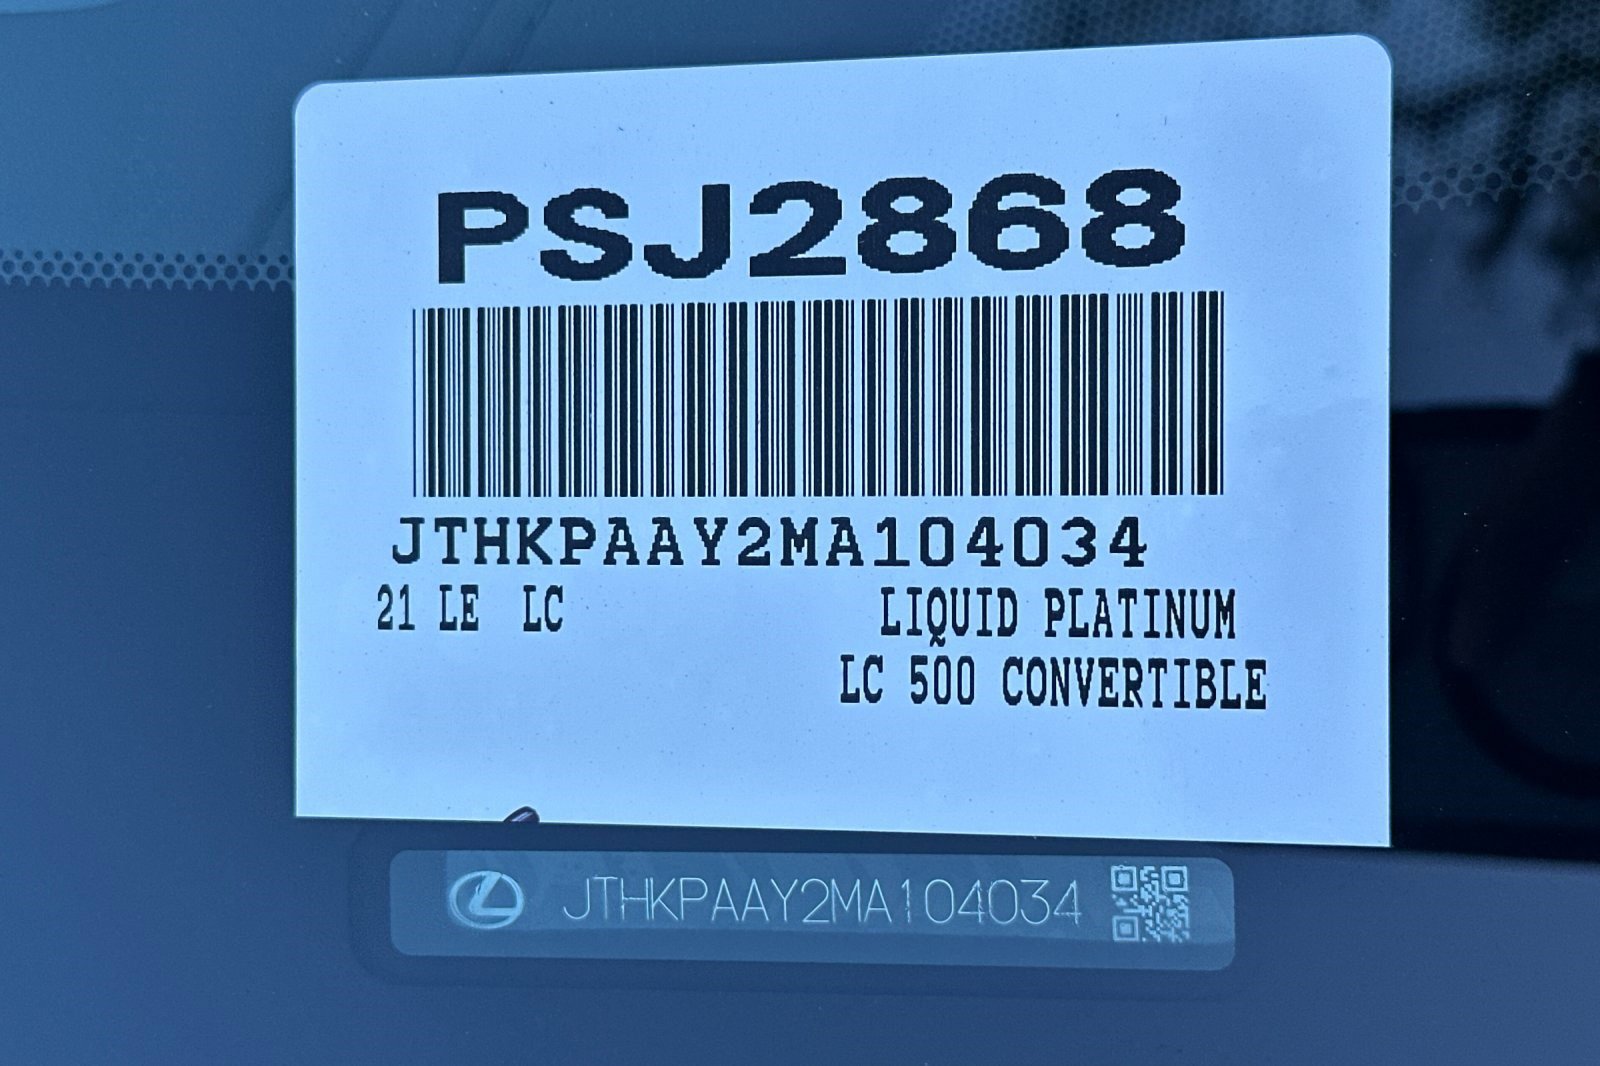 PSJ2868
JTHKPAAY2MA104034
21 LE LC LIQUID PLATINUM
LC 500 CONVERTIBLE
JTHKPAAY2MA104034